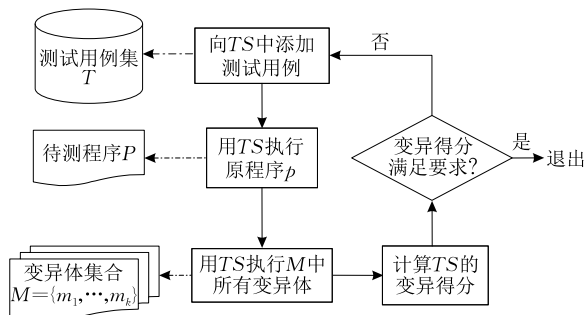 测试用例集
T
向TS中添加
测试用例
否
待测程序P
用TS执行
原程序p
变异得分
满足要求?
是
退出
变异体集合
M={m₁,⋯,mₖ}
用TS执行M中
所有变异体
计算TS的
变异得分